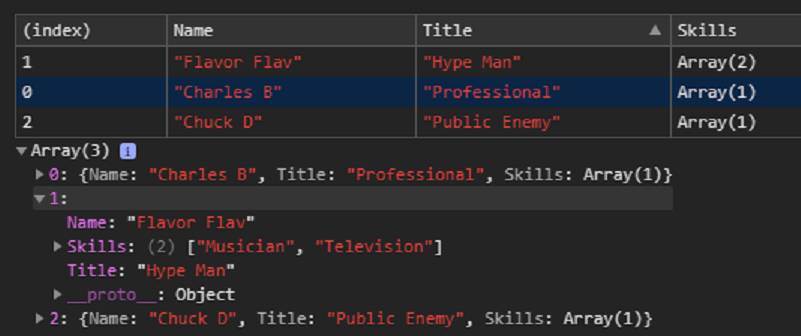 (index) Name Title ▲ Skills
1 "Flavor Flav" "Hype Man" Array(2)
0 "Charles B" "Professional" Array(1)
2 "Chuck D" "Public Enemy" Array(1)
▼Array(3) i
▶0: {Name: "Charles B", Title: "Professional", Skills: Array(1)}
▼1:
Name: "Flavor Flav"
▶Skills: (2) ["Musician", "Television"]
Title: "Hype Man"
▶__proto__: Object
▶2: {Name: "Chuck D", Title: "Public Enemy", Skills: Array(1)}